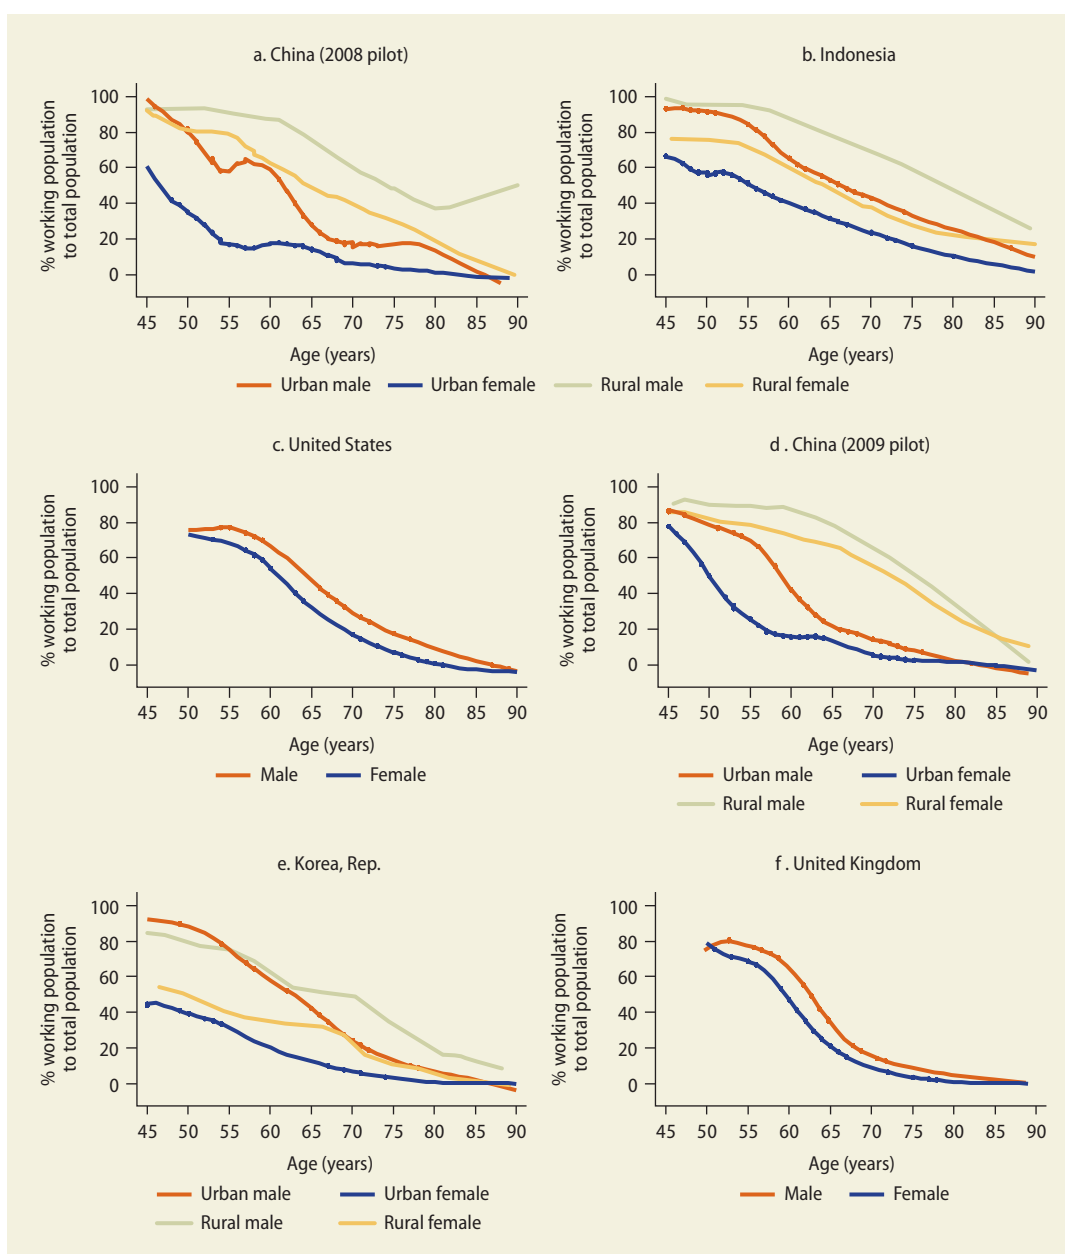 a. China (2008 pilot)
% working population
to total population
100
80
60
40
20
0
45 50 55 60 65 70 75 80 85 90
Age (years)
b. Indonesia
% working population
to total population
100
80
60
40
20
0
45 50 55 60 65 70 75 80 85 90
Age (years)
Urban male Urban female Rural male Rural female
c. United States
% working population
to total population
100
80
60
40
20
0
45 50 55 60 65 70 75 80 85 90
Age (years)
Male Female
d . China (2009 pilot)
% working population
to total population
100
80
60
40
20
0
45 50 55 60 65 70 75 80 85 90
Age (years)
Urban male Urban female
Rural male Rural female
e. Korea, Rep.
% working population
to total population
100
80
60
40
20
0
45 50 55 60 65 70 75 80 85 90
Age (years)
Urban male Urban female
Rural male Rural female
f . United Kingdom
% working population
to total population
100
80
60
40
20
0
45 50 55 60 65 70 75 80 85 90
Age (years)
Male Female